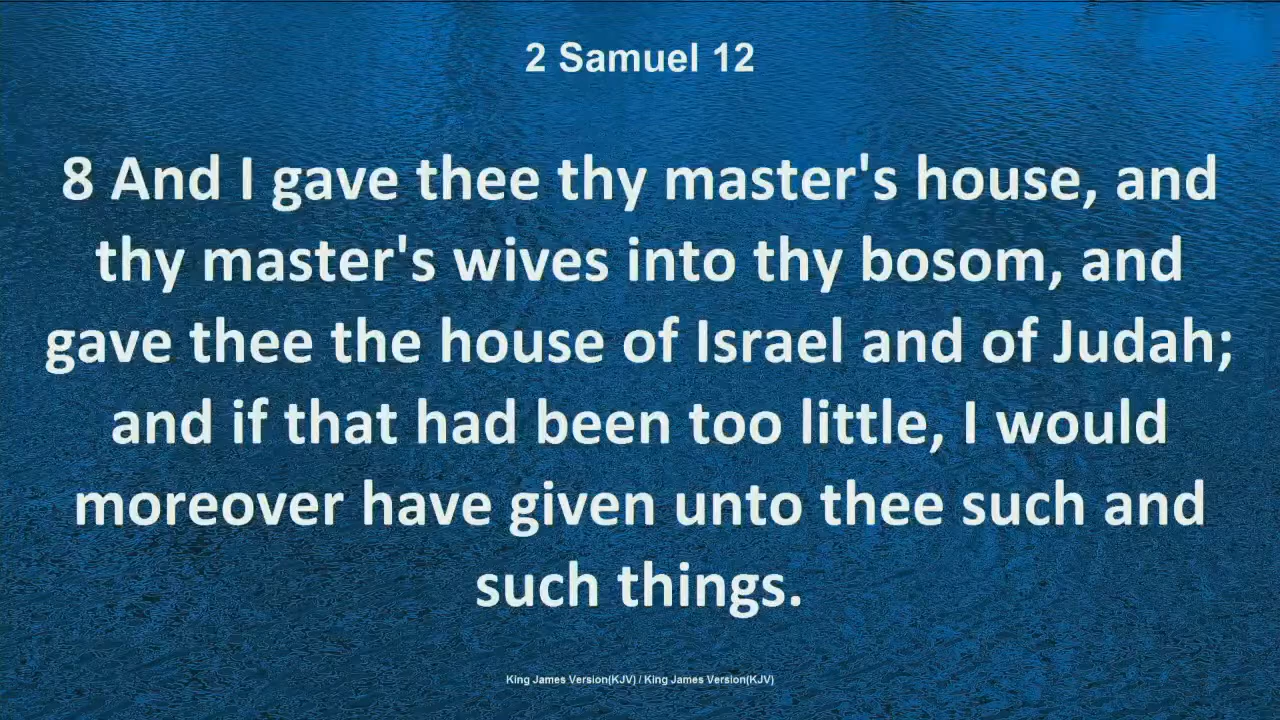 2 Samuel 12
8 And I gave thee thy master's house, and
thy master's wives into thy bosom, and
gave thee the house of Israel and of Judah;
and if that had been too little, I would
moreover have given unto thee such and
such things.
King James Version(KJV) / King James Version(KJV)